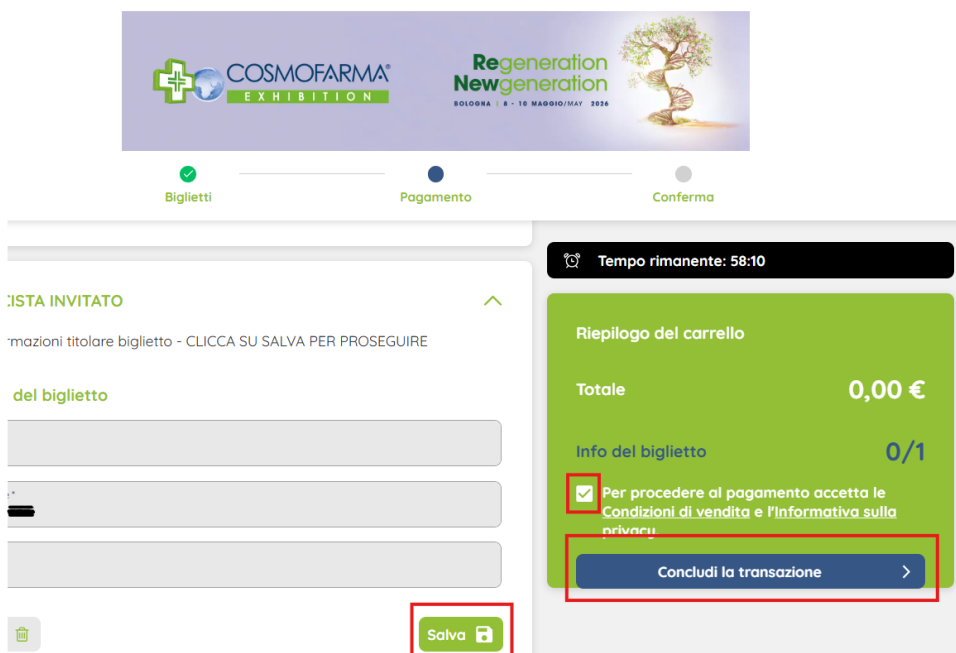 COSMOFARMA®
EXHIBITION
Regeneration
Newgeneration
BOLOGNA | 8 - 10 MAGGIO/MAY 2026
Biglietti
Pagamento
Conferma
Tempo rimanente: 58:10
CISTA INVITATO
rmazioni titolare biglietto - CLICCA SU SALVA PER PROSEGUIRE
del biglietto
Salva
Riepilogo del carrello
Totale 0,00 €
Info del biglietto 0/1
Per procedere al pagamento accetta le
Condizioni di vendita e l'Informativa sulla
privacy
Concludi la transazione